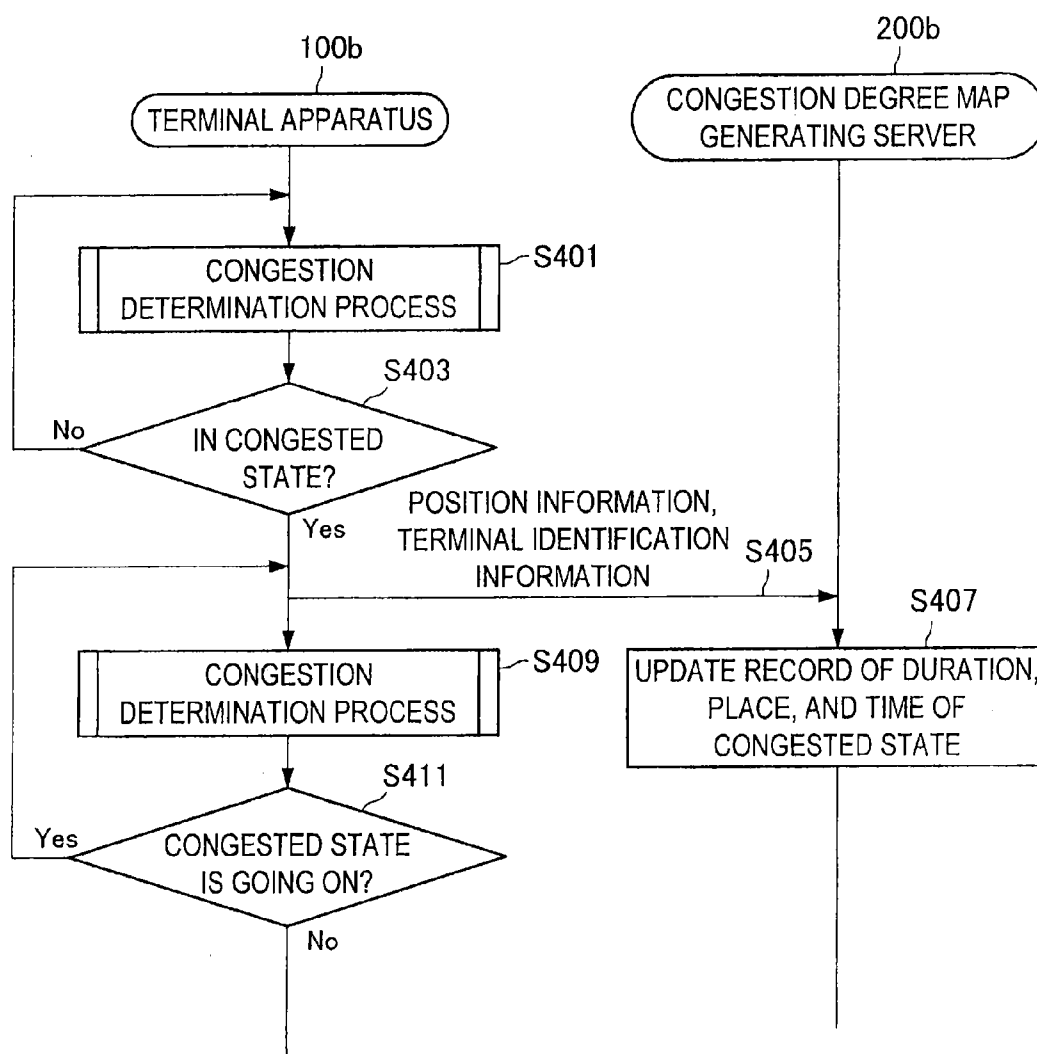 100b
200b
TERMINAL APPARATUS
CONGESTION DEGREE MAP
GENERATING SERVER
CONGESTION
DETERMINATION PROCESS
S401
S403
No
IN CONGESTED
STATE?
Yes
POSITION INFORMATION,
TERMINAL IDENTIFICATION
INFORMATION
S405
S407
CONGESTION
DETERMINATION PROCESS
S409
UPDATE RECORD OF DURATION,
PLACE, AND TIME OF
CONGESTED STATE
S411
Yes
CONGESTED STATE
IS GOING ON?
No